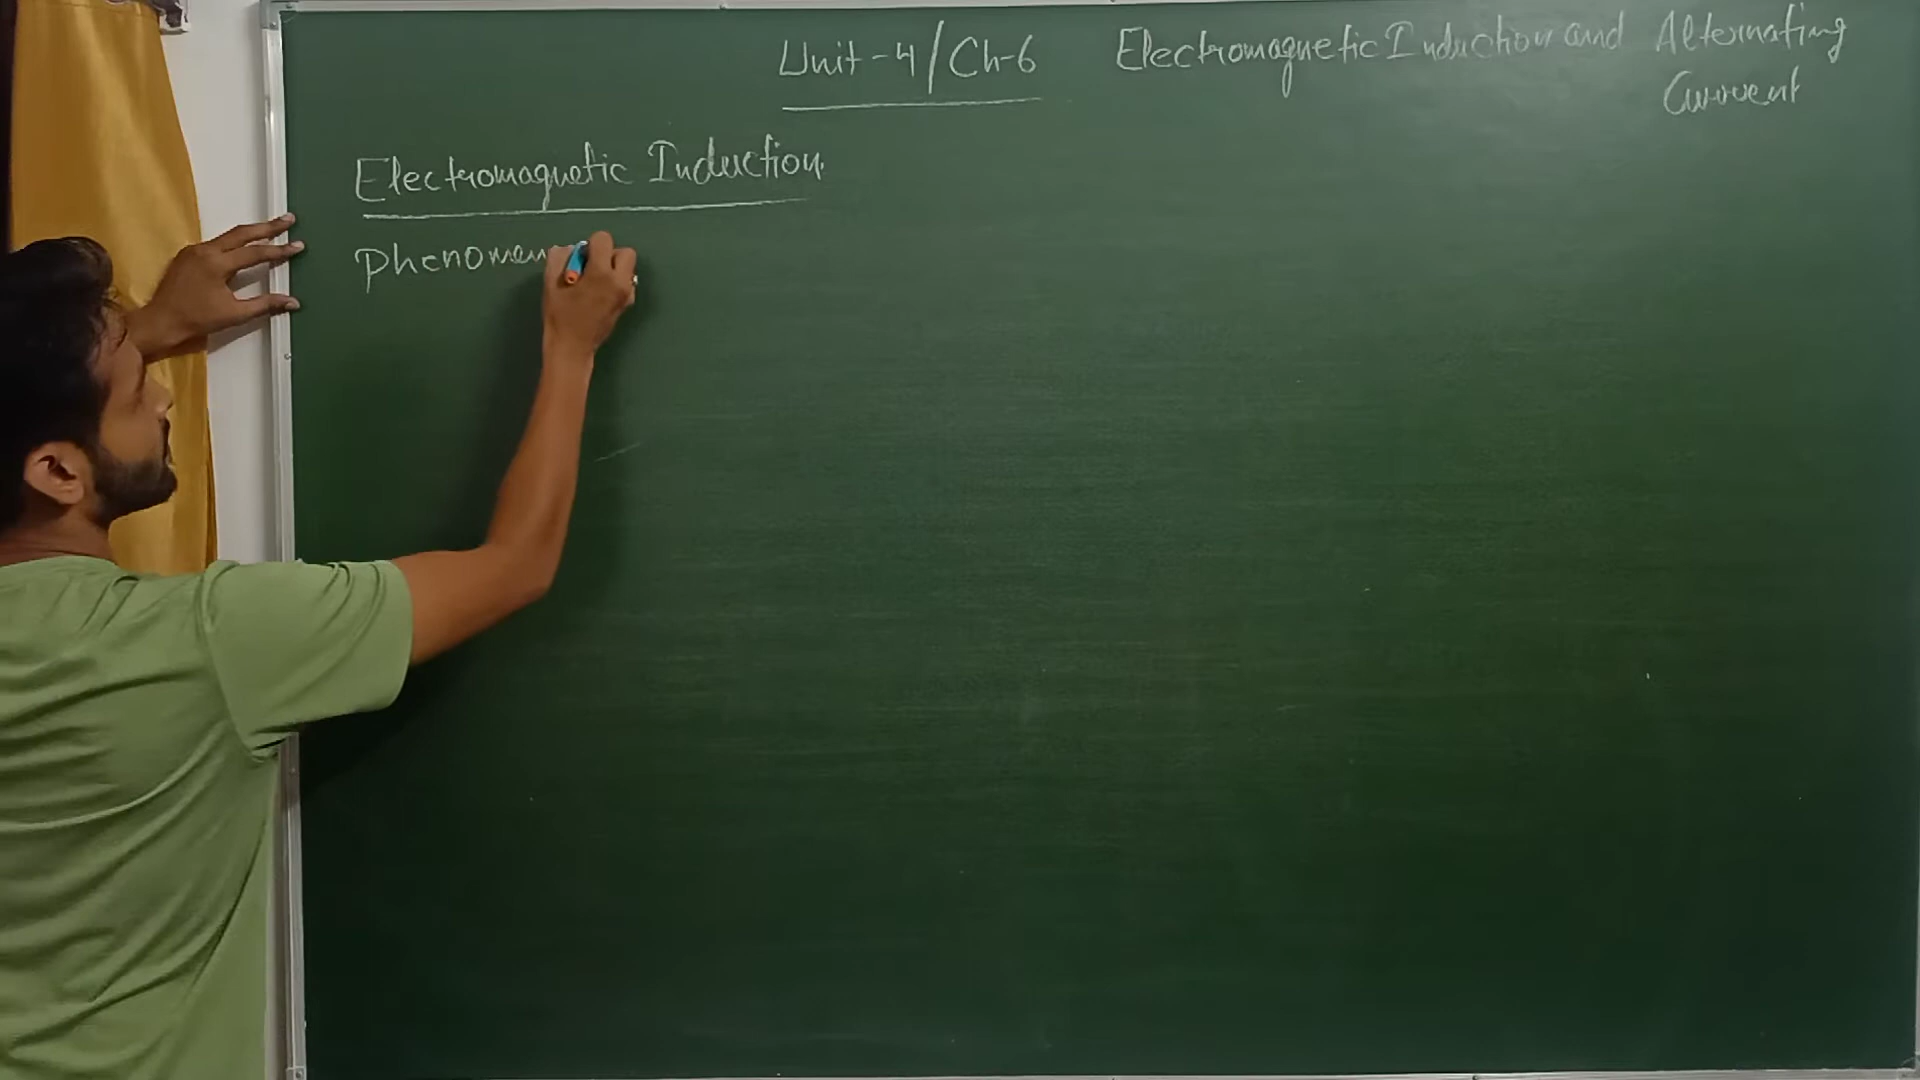 Unit-4/Ch-6 Electromagnetic Induction and Alternating
Current
Electromagnetic Induction.
Phenomen